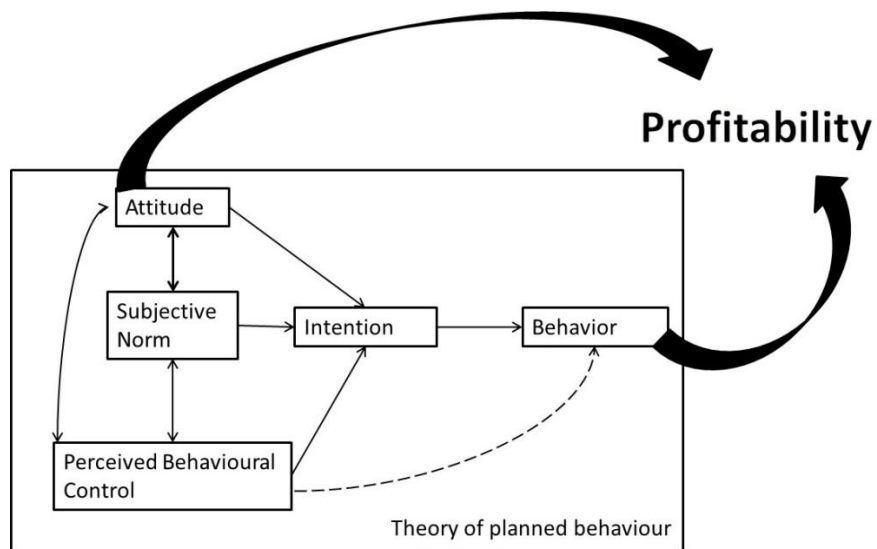 Profitability
Attitude
Subjective
Norm
Intention
Behavior
Perceived Behavioural
Control
Theory of planned behaviour